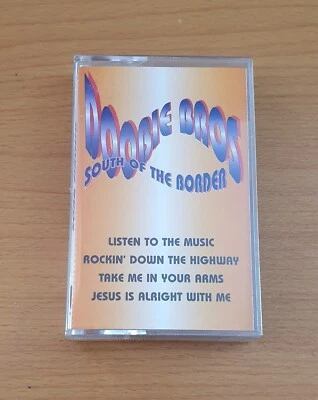 DOOBIE BROS
SOUTH OF THE BORDER
LISTEN TO THE MUSIC
ROCKIN' DOWN THE HIGHWAY
TAKE ME IN YOUR ARMS
JESUS IS ALRIGHT WITH ME